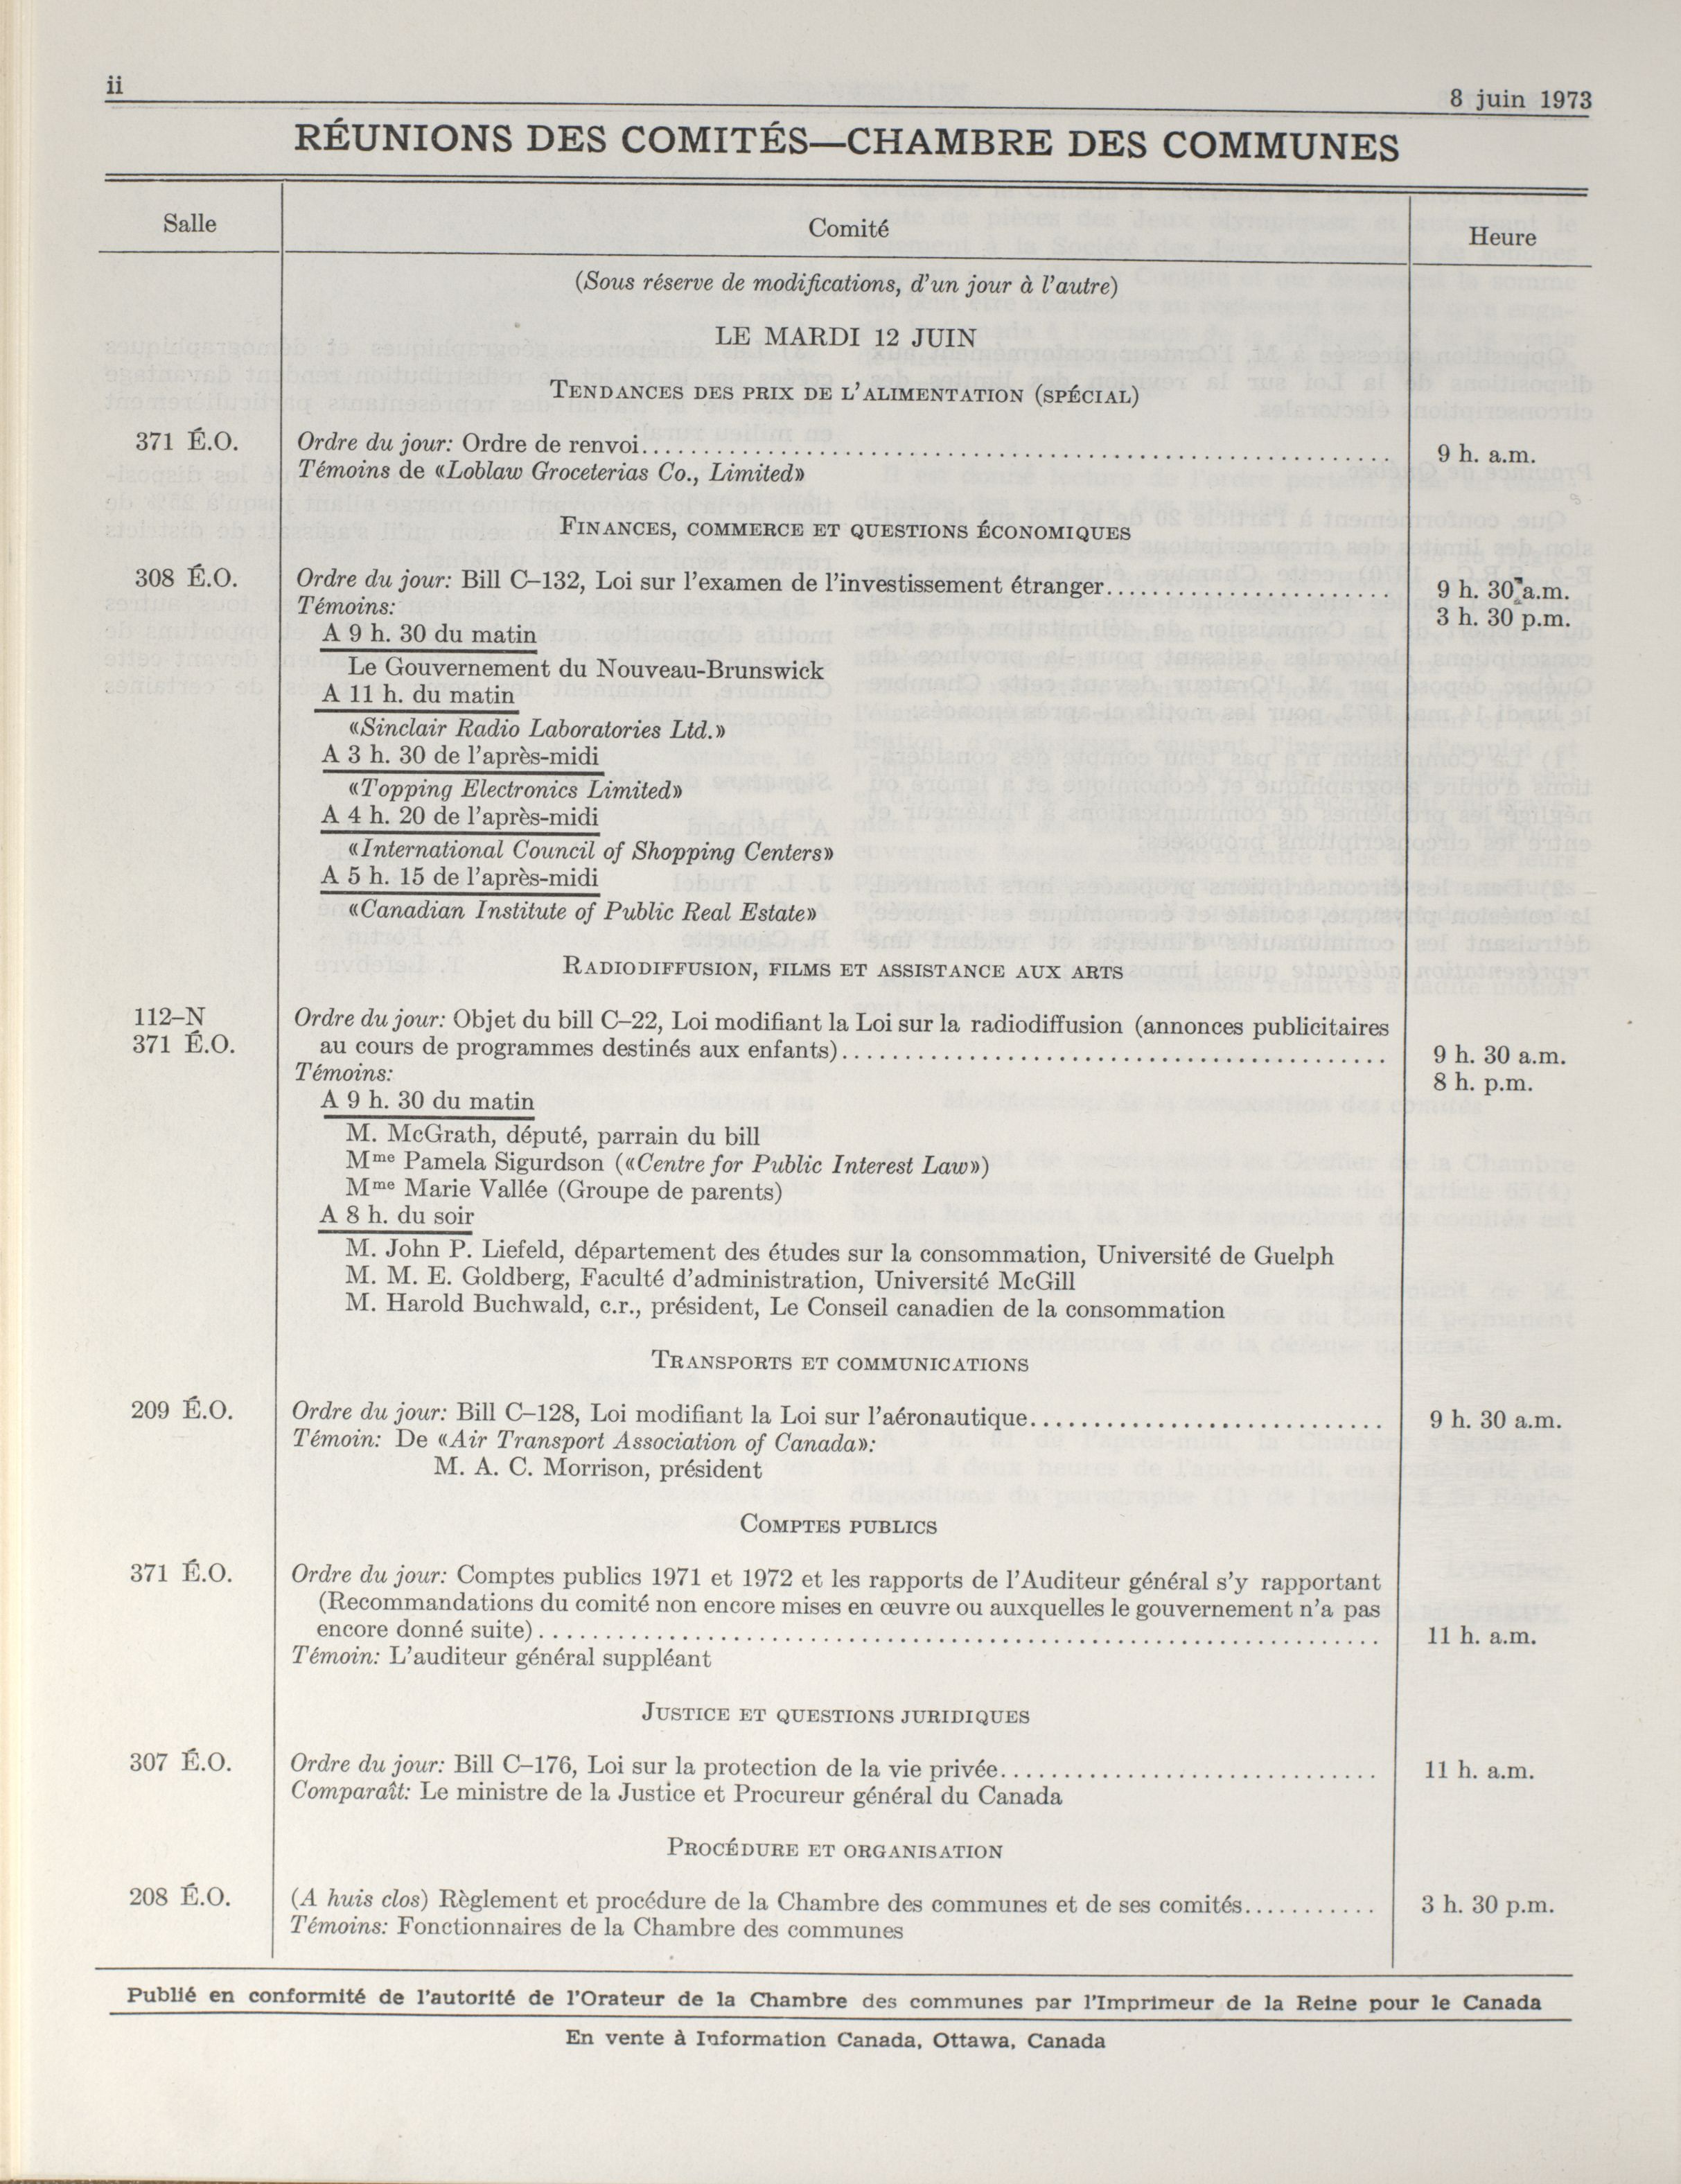 ii
8 juin 1973
RÉUNIONS DES COMITÉS—CHAMBRE DES COMMUNES
Salle
Comité
Heure
(Sous réserve de modifications, d'un jour à l'autre)
LE MARDI 12 JUIN
TENDANCES DES PRIX DE L'ALIMENTATION (SPÉCIAL)
371 É.O. Ordre du jour: Ordre de renvoi 9 h. a.m.
Témoins de «Loblaw Groceterias Co., Limited»
FINANCES, COMMERCE ET QUESTIONS ÉCONOMIQUES
308 É.O. Ordre du jour: Bill C–132, Loi sur l'examen de l'investissement étranger 9 h. 30 a.m.
Témoins: 3 h. 30 p.m.
A 9 h. 30 du matin
Le Gouvernement du Nouveau-Brunswick
A 11 h. du matin
«Sinclair Radio Laboratories Ltd.»
A 3 h. 30 de l'après-midi
«Topping Electronics Limited»
A 4 h. 20 de l'après-midi
«International Council of Shopping Centers»
A 5 h. 15 de l'après-midi
«Canadian Institute of Public Real Estate»
RADIODIFFUSION, FILMS ET ASSISTANCE AUX ARTS
112–N Ordre du jour: Objet du bill C–22, Loi modifiant la Loi sur la radiodiffusion (annonces publicitaires
371 É.O. au cours de programmes destinés aux enfants) 9 h. 30 a.m.
Témoins: 8 h. p.m.
A 9 h. 30 du matin
M. McGrath, député, parrain du bill
Mme Pamela Sigurdson («Centre for Public Interest Law»)
Mme Marie Vallée (Groupe de parents)
A 8 h. du soir
M. John P. Liefeld, département des études sur la consommation, Université de Guelph
M. M. E. Goldberg, Faculté d'administration, Université McGill
M. Harold Buchwald, c.r., président, Le Conseil canadien de la consommation
TRANSPORTS ET COMMUNICATIONS
209 É.O. Ordre du jour: Bill C–128, Loi modifiant la Loi sur l'aéronautique 9 h. 30 a.m.
Témoin: De «Air Transport Association of Canada»:
M. A. C. Morrison, président
COMPTES PUBLICS
371 É.O. Ordre du jour: Comptes publics 1971 et 1972 et les rapports de l'Auditeur général s'y rapportant
(Recommandations du comité non encore mises en œuvre ou auxquelles le gouvernement n'a pas
encore donné suite) 11 h. a.m.
Témoin: L'auditeur général suppléant
JUSTICE ET QUESTIONS JURIDIQUES
307 É.O. Ordre du jour: Bill C–176, Loi sur la protection de la vie privée 11 h. a.m.
Comparaît: Le ministre de la Justice et Procureur général du Canada
PROCÉDURE ET ORGANISATION
208 É.O. (A huis clos) Règlement et procédure de la Chambre des communes et de ses comités 3 h. 30 p.m.
Témoins: Fonctionnaires de la Chambre des communes
Publié en conformité de l'autorité de l'Orateur de la Chambre des communes par l'Imprimeur de la Reine pour le Canada
En vente à Information Canada, Ottawa, Canada